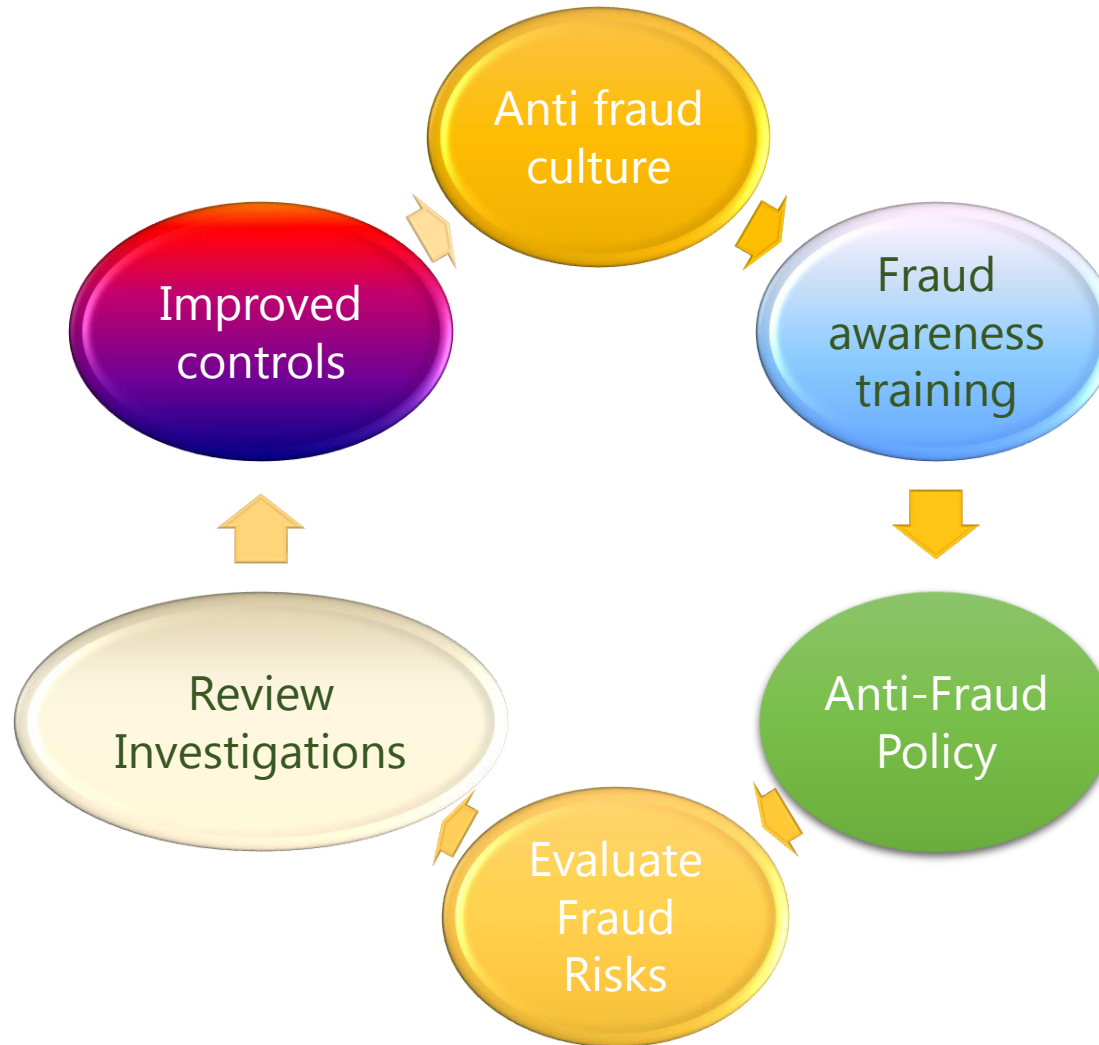 Anti fraud
culture
Fraud
awareness
training
Anti-Fraud
Policy
Evaluate
Fraud
Risks
Review
Investigations
Improved
controls